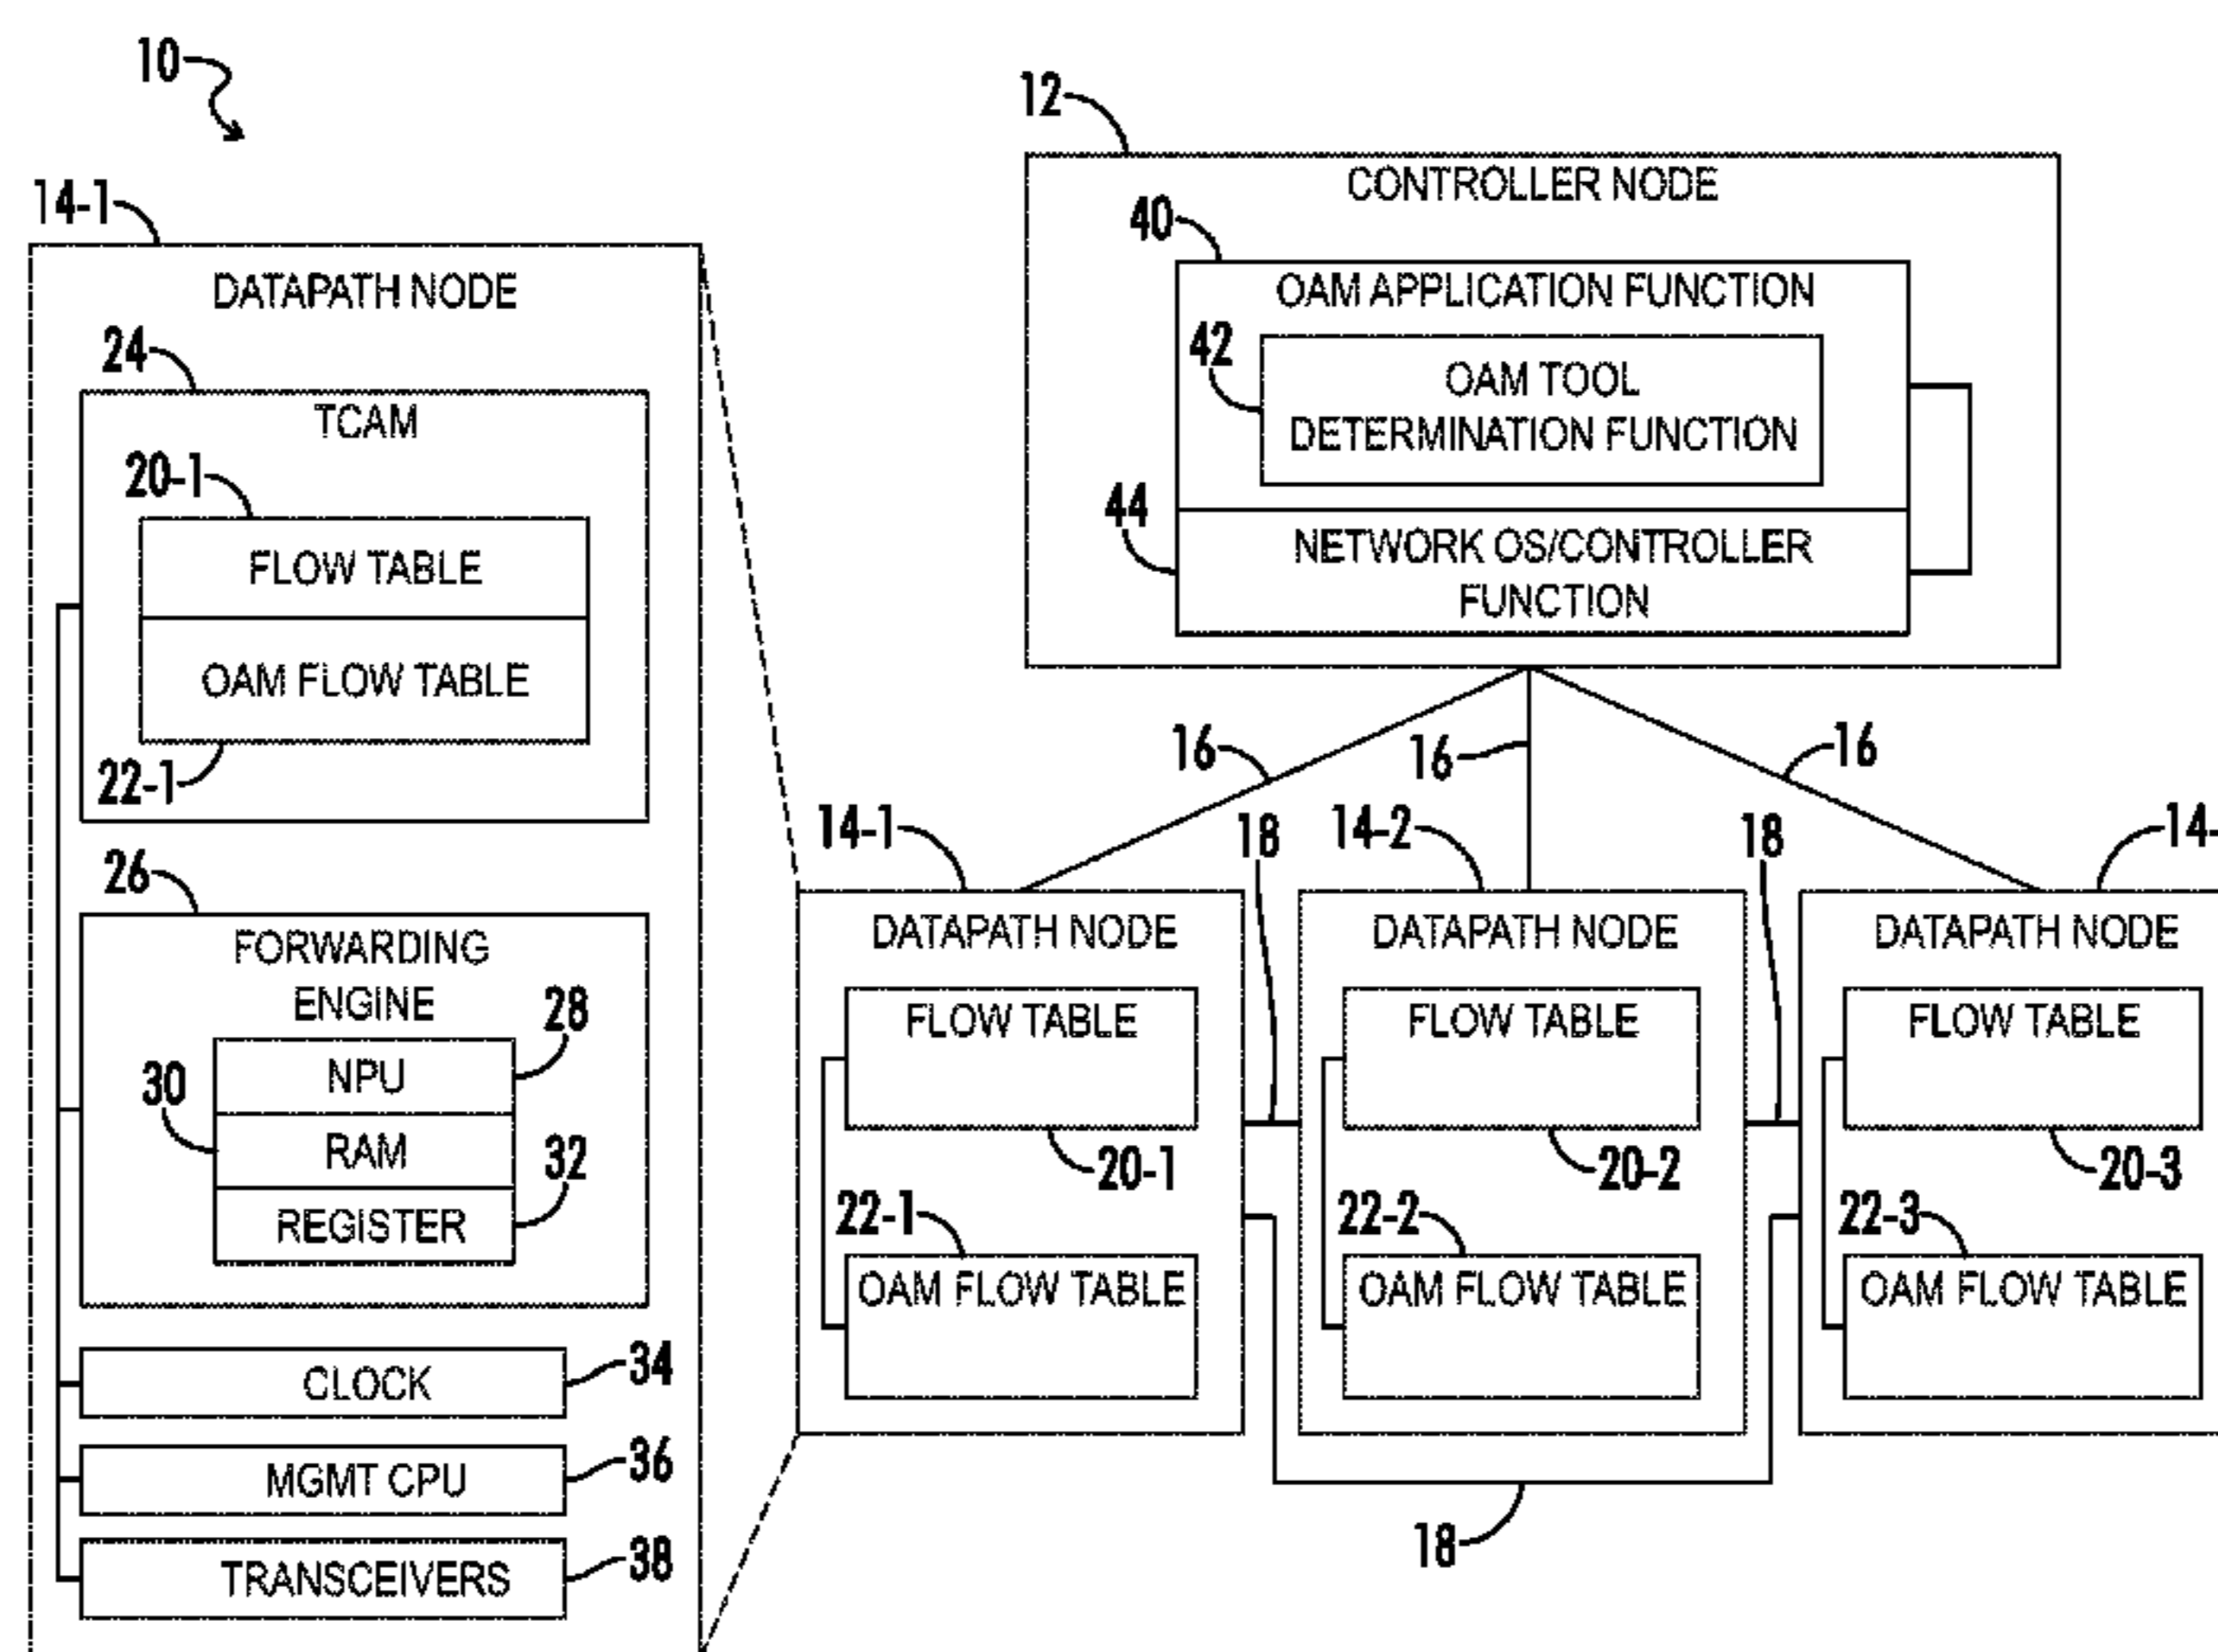 10
14-1
DATAPATH NODE
24
TCAM
20-1
FLOW TABLE
OAM FLOW TABLE
22-1
26
FORWARDING
ENGINE
28
NPU
30
RAM
32
REGISTER
CLOCK
34
MGMT CPU
36
TRANSCEIVERS
38
12
CONTROLLER NODE
40
OAM APPLICATION FUNCTION
42
OAM TOOL
DETERMINATION FUNCTION
44
NETWORK OS/CONTROLLER
FUNCTION
16
16
16
14-1
DATAPATH NODE
FLOW TABLE
20-1
22-1
OAM FLOW TABLE
18
14-2
DATAPATH NODE
FLOW TABLE
20-2
22-2
OAM FLOW TABLE
18
14-
DATAPATH NODE
FLOW TABLE
20-3
22-3
OAM FLOW TABLE
18